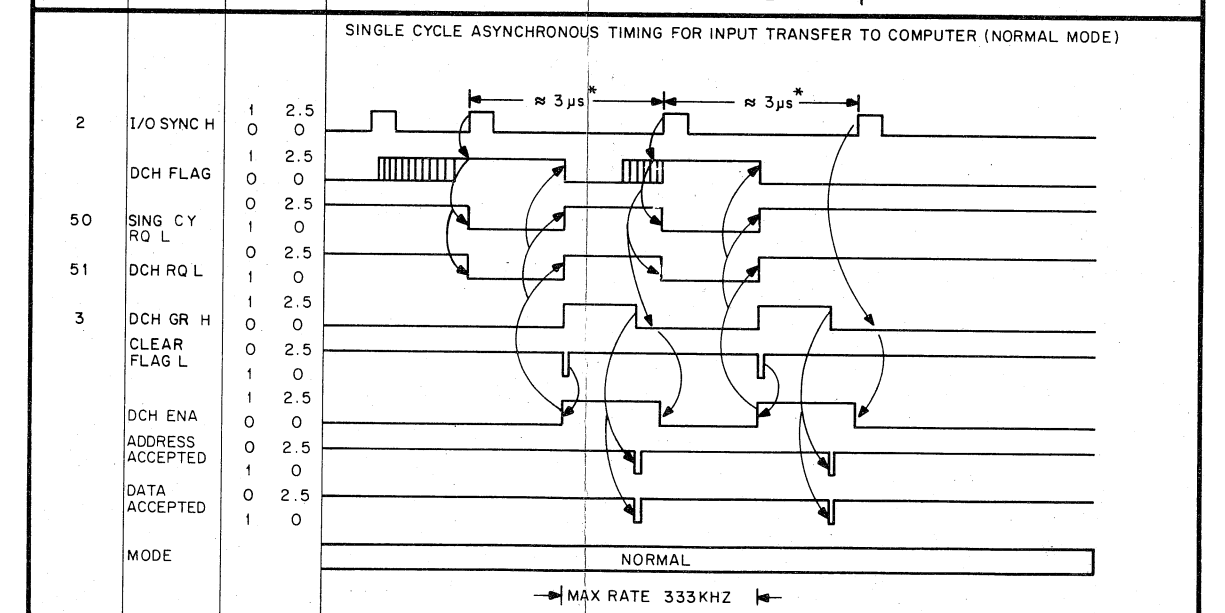 SINGLE CYCLE ASYNCHRONOUS TIMING FOR INPUT TRANSFER TO COMPUTER (NORMAL MODE)
≈ 3 µs* ≈ 3µs*
2 I/O SYNC H 1 2.5
0 0
DCH FLAG 1 2.5
0 0
50 SING CY RQ L 0 2.5
1 0
51 DCH RQ L 0 2.5
1 0
3 DCH GR H 1 2.5
0 0
CLEAR FLAG L 0 2.5
1 0
DCH ENA 1 2.5
0 0
ADDRESS ACCEPTED 0 2.5
1 0
DATA ACCEPTED 0 2.5
1 0
MODE NORMAL
MAX RATE 333KHZ